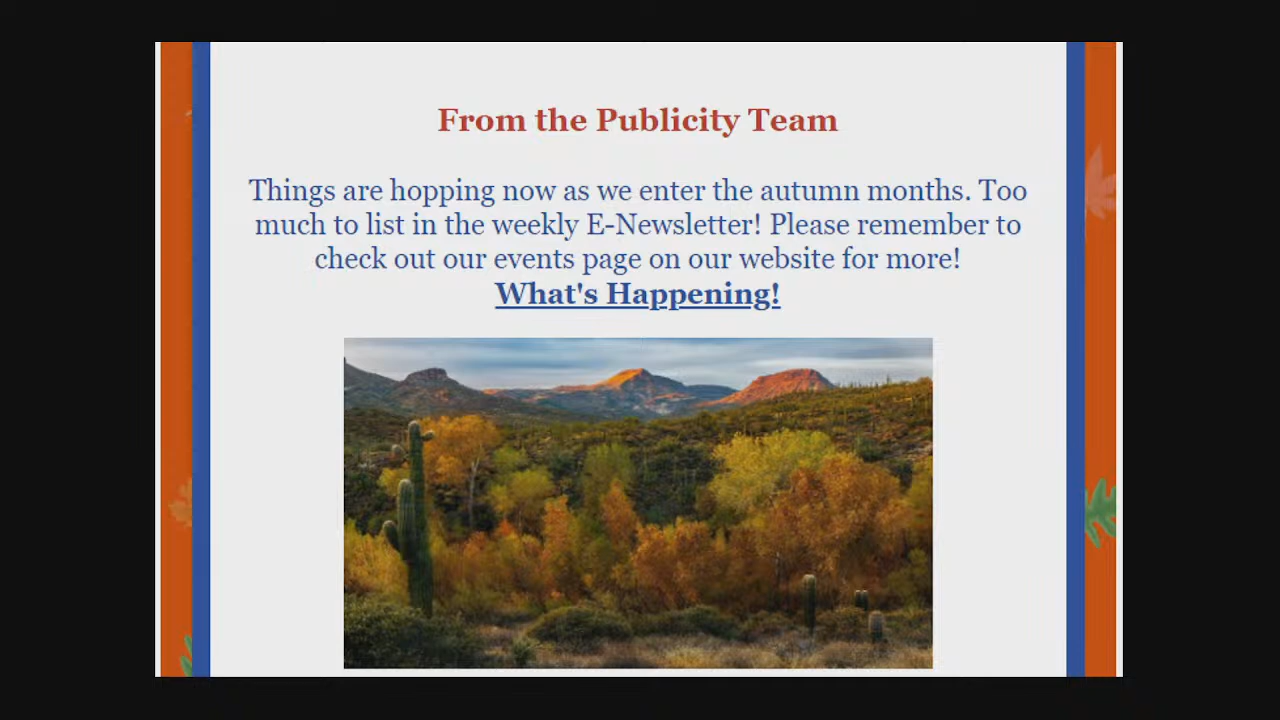 From the Publicity Team
Things are hopping now as we enter the autumn months. Too
much to list in the weekly E-Newsletter! Please remember to
check out our events page on our website for more!
What's Happening!